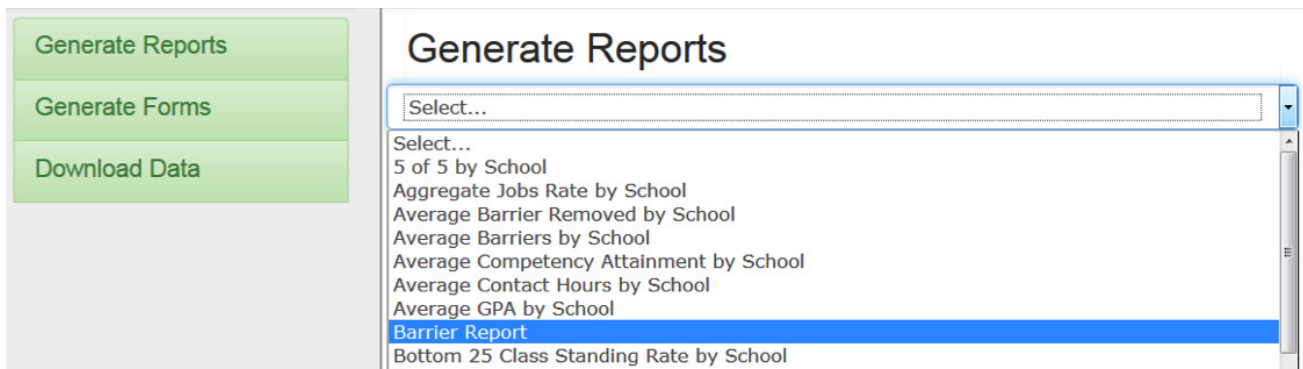 Generate Reports
Generate Forms
Download Data
Generate Reports
Select...
Select...
5 of 5 by School
Aggregate Jobs Rate by School
Average Barrier Removed by School
Average Barriers by School
Average Competency Attainment by School
Average Contact Hours by School
Average GPA by School
Barrier Report
Bottom 25 Class Standing Rate by School